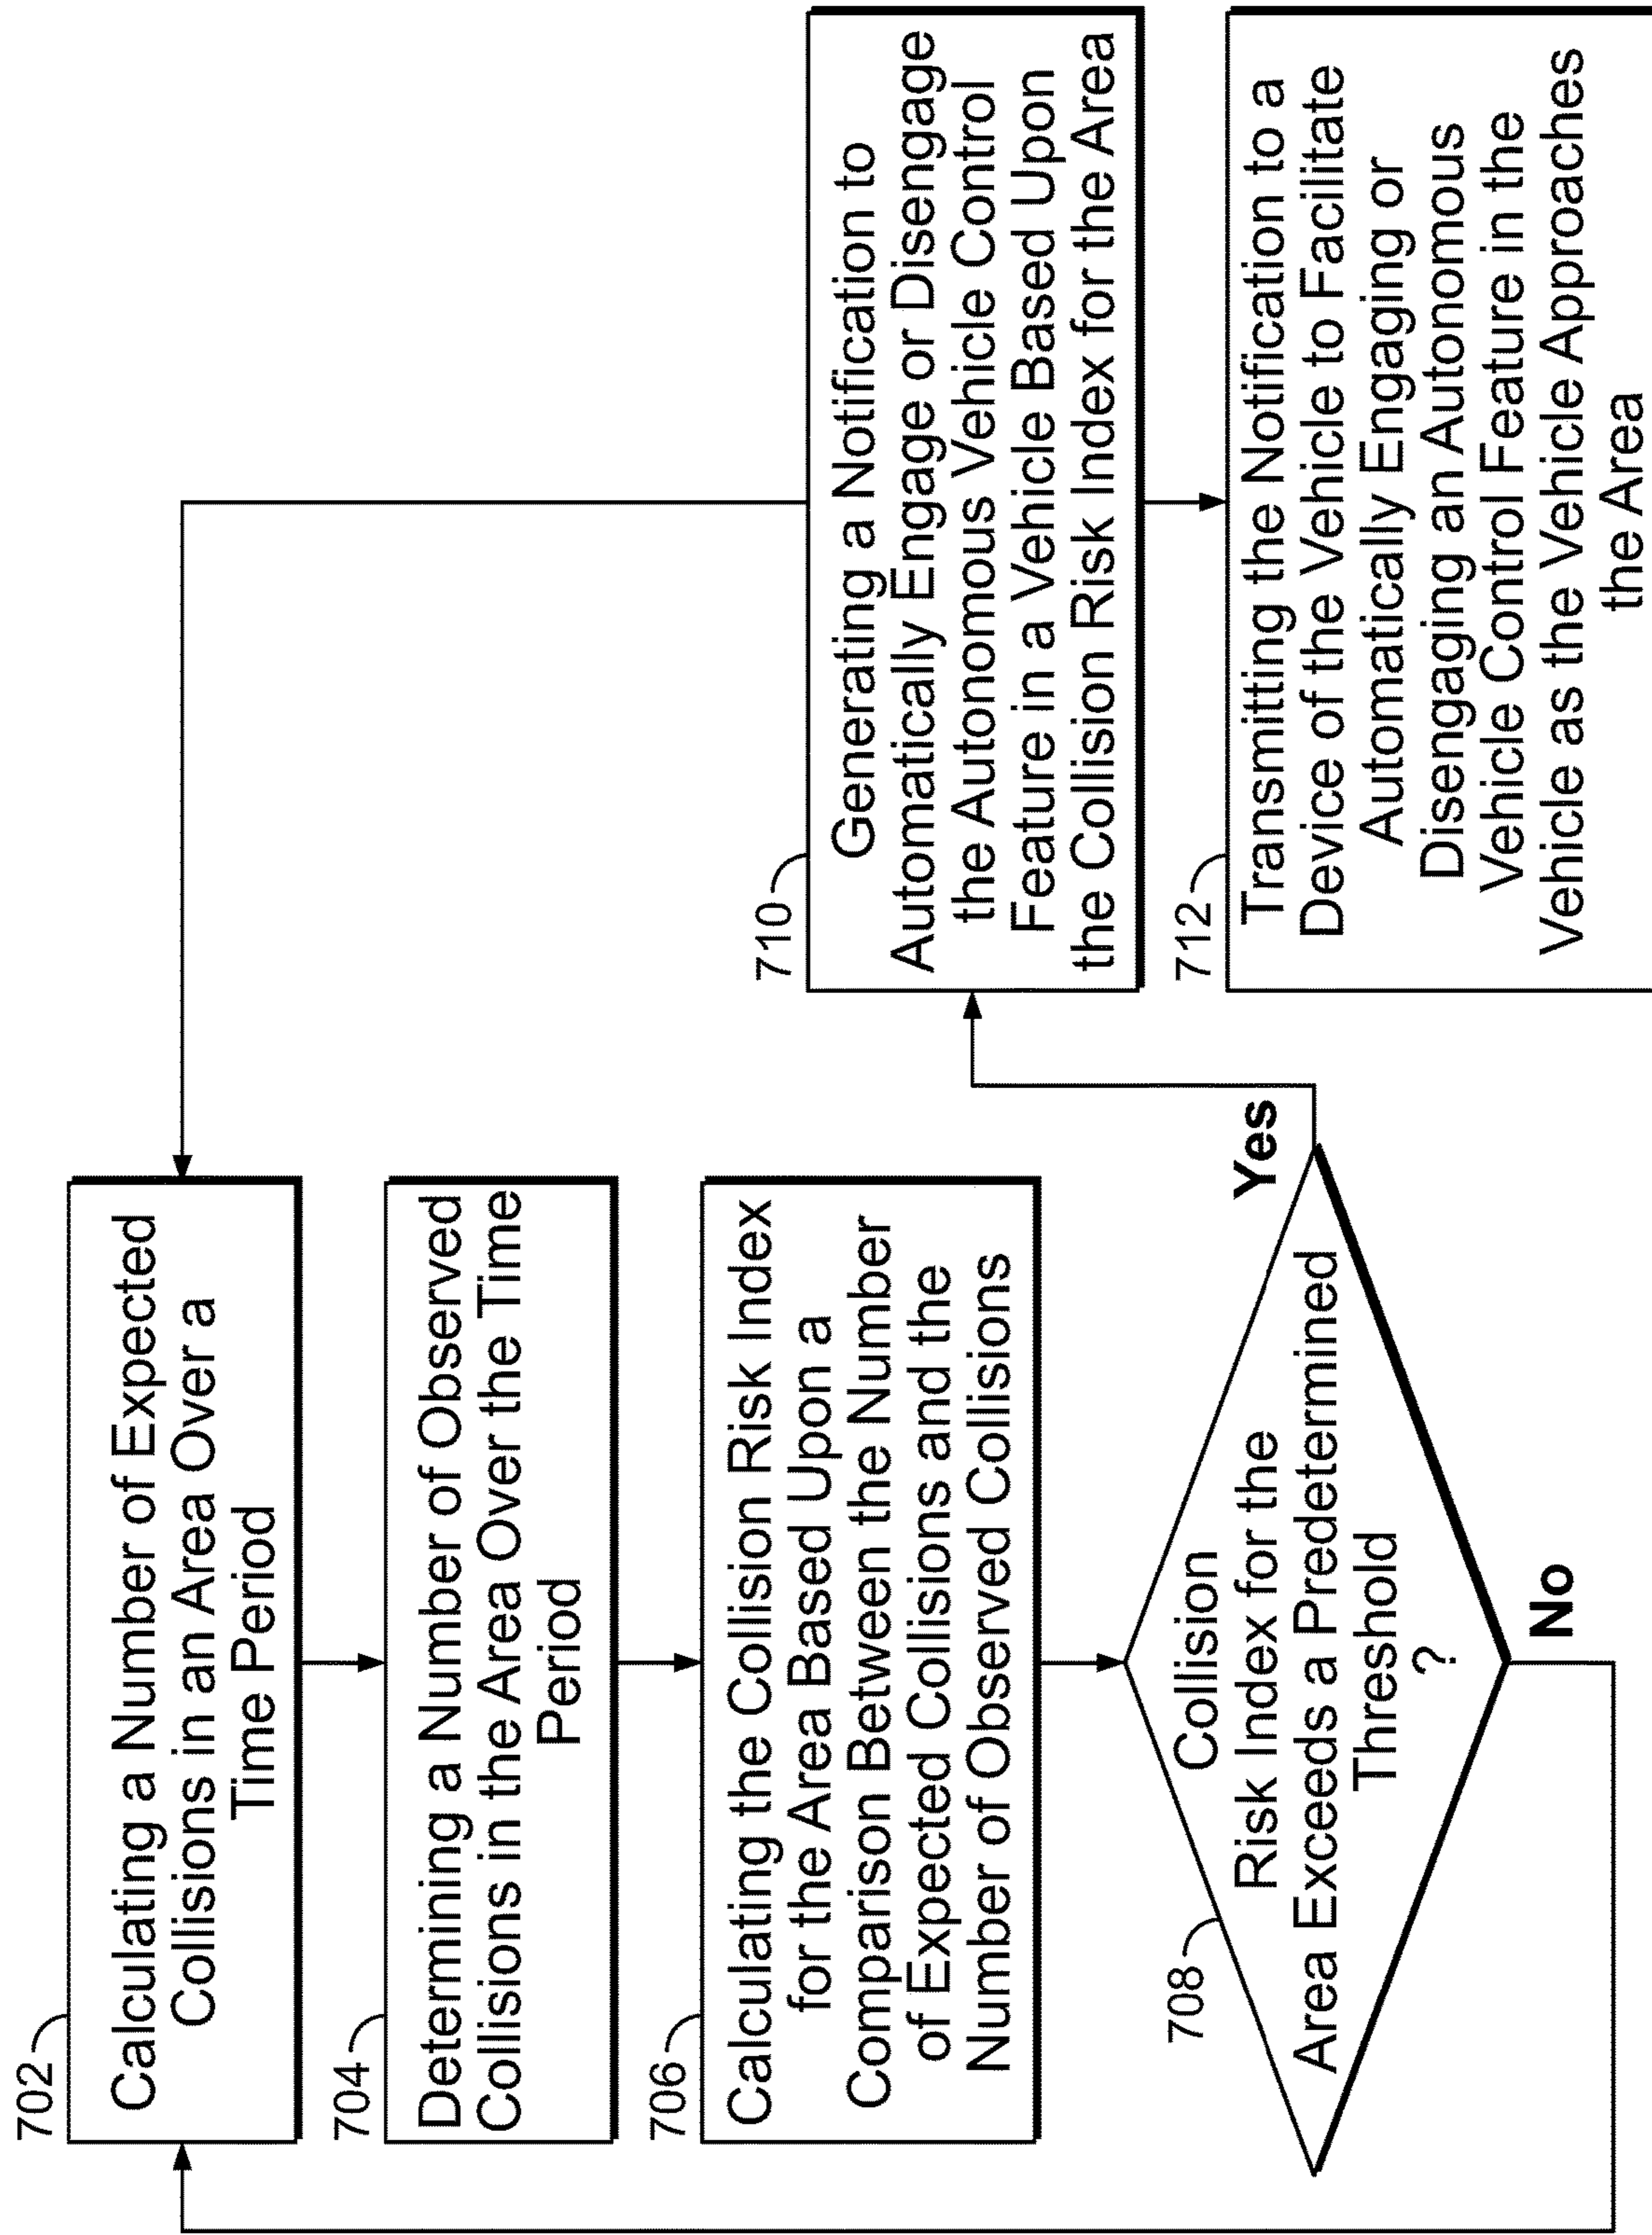 702
Calculating a Number of Expected
Collisions in an Area Over a
Time Period
704
Determining a Number of Observed
Collisions in the Area Over the Time
Period
706
Calculating the Collision Risk Index
for the Area Based Upon a
Comparison Between the Number
of Expected Collisions and the
Number of Observed Collisions
708
Collision
Risk Index for the
Area Exceeds a Predetermined
Threshold
?
Yes
No
710
Generating a Notification to
Automatically Engage or Disengage
the Autonomous Vehicle Control
Feature in a Vehicle Based Upon
the Collision Risk Index for the Area
712
Transmitting the Notification to a
Device of the Vehicle to Facilitate
Automatically Engaging or
Disengaging an Autonomous
Vehicle Control Feature in the
Vehicle as the Vehicle Approaches
the Area